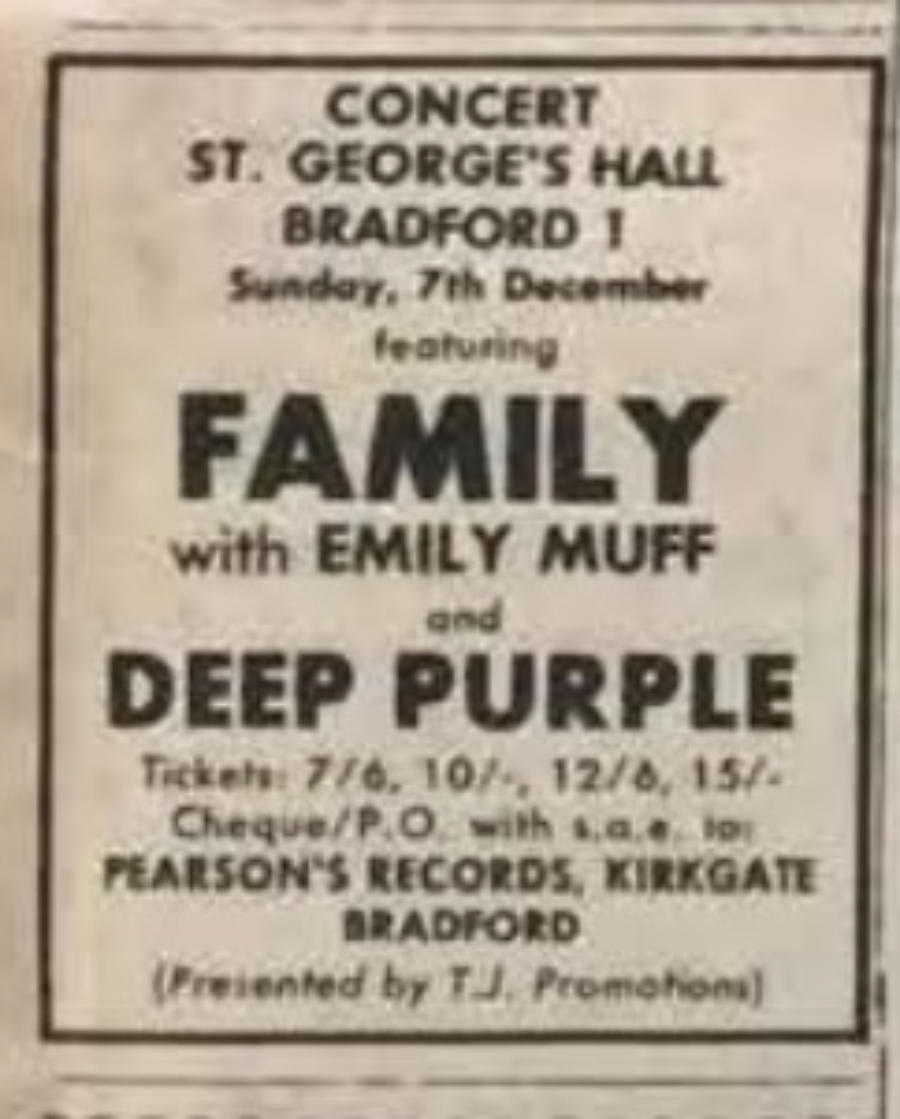 CONCERT
ST. GEORGE'S HALL
BRADFORD 1
Sunday, 7th December
featuring
FAMILY
with EMILY MUFF
and
DEEP PURPLE
Tickets: 7/6, 10/-, 12/6, 15/-
Cheque/P.O. with s.a.e. to:
PEARSON'S RECORDS, KIRKGATE
BRADFORD
(Presented by T.J. Promotions)